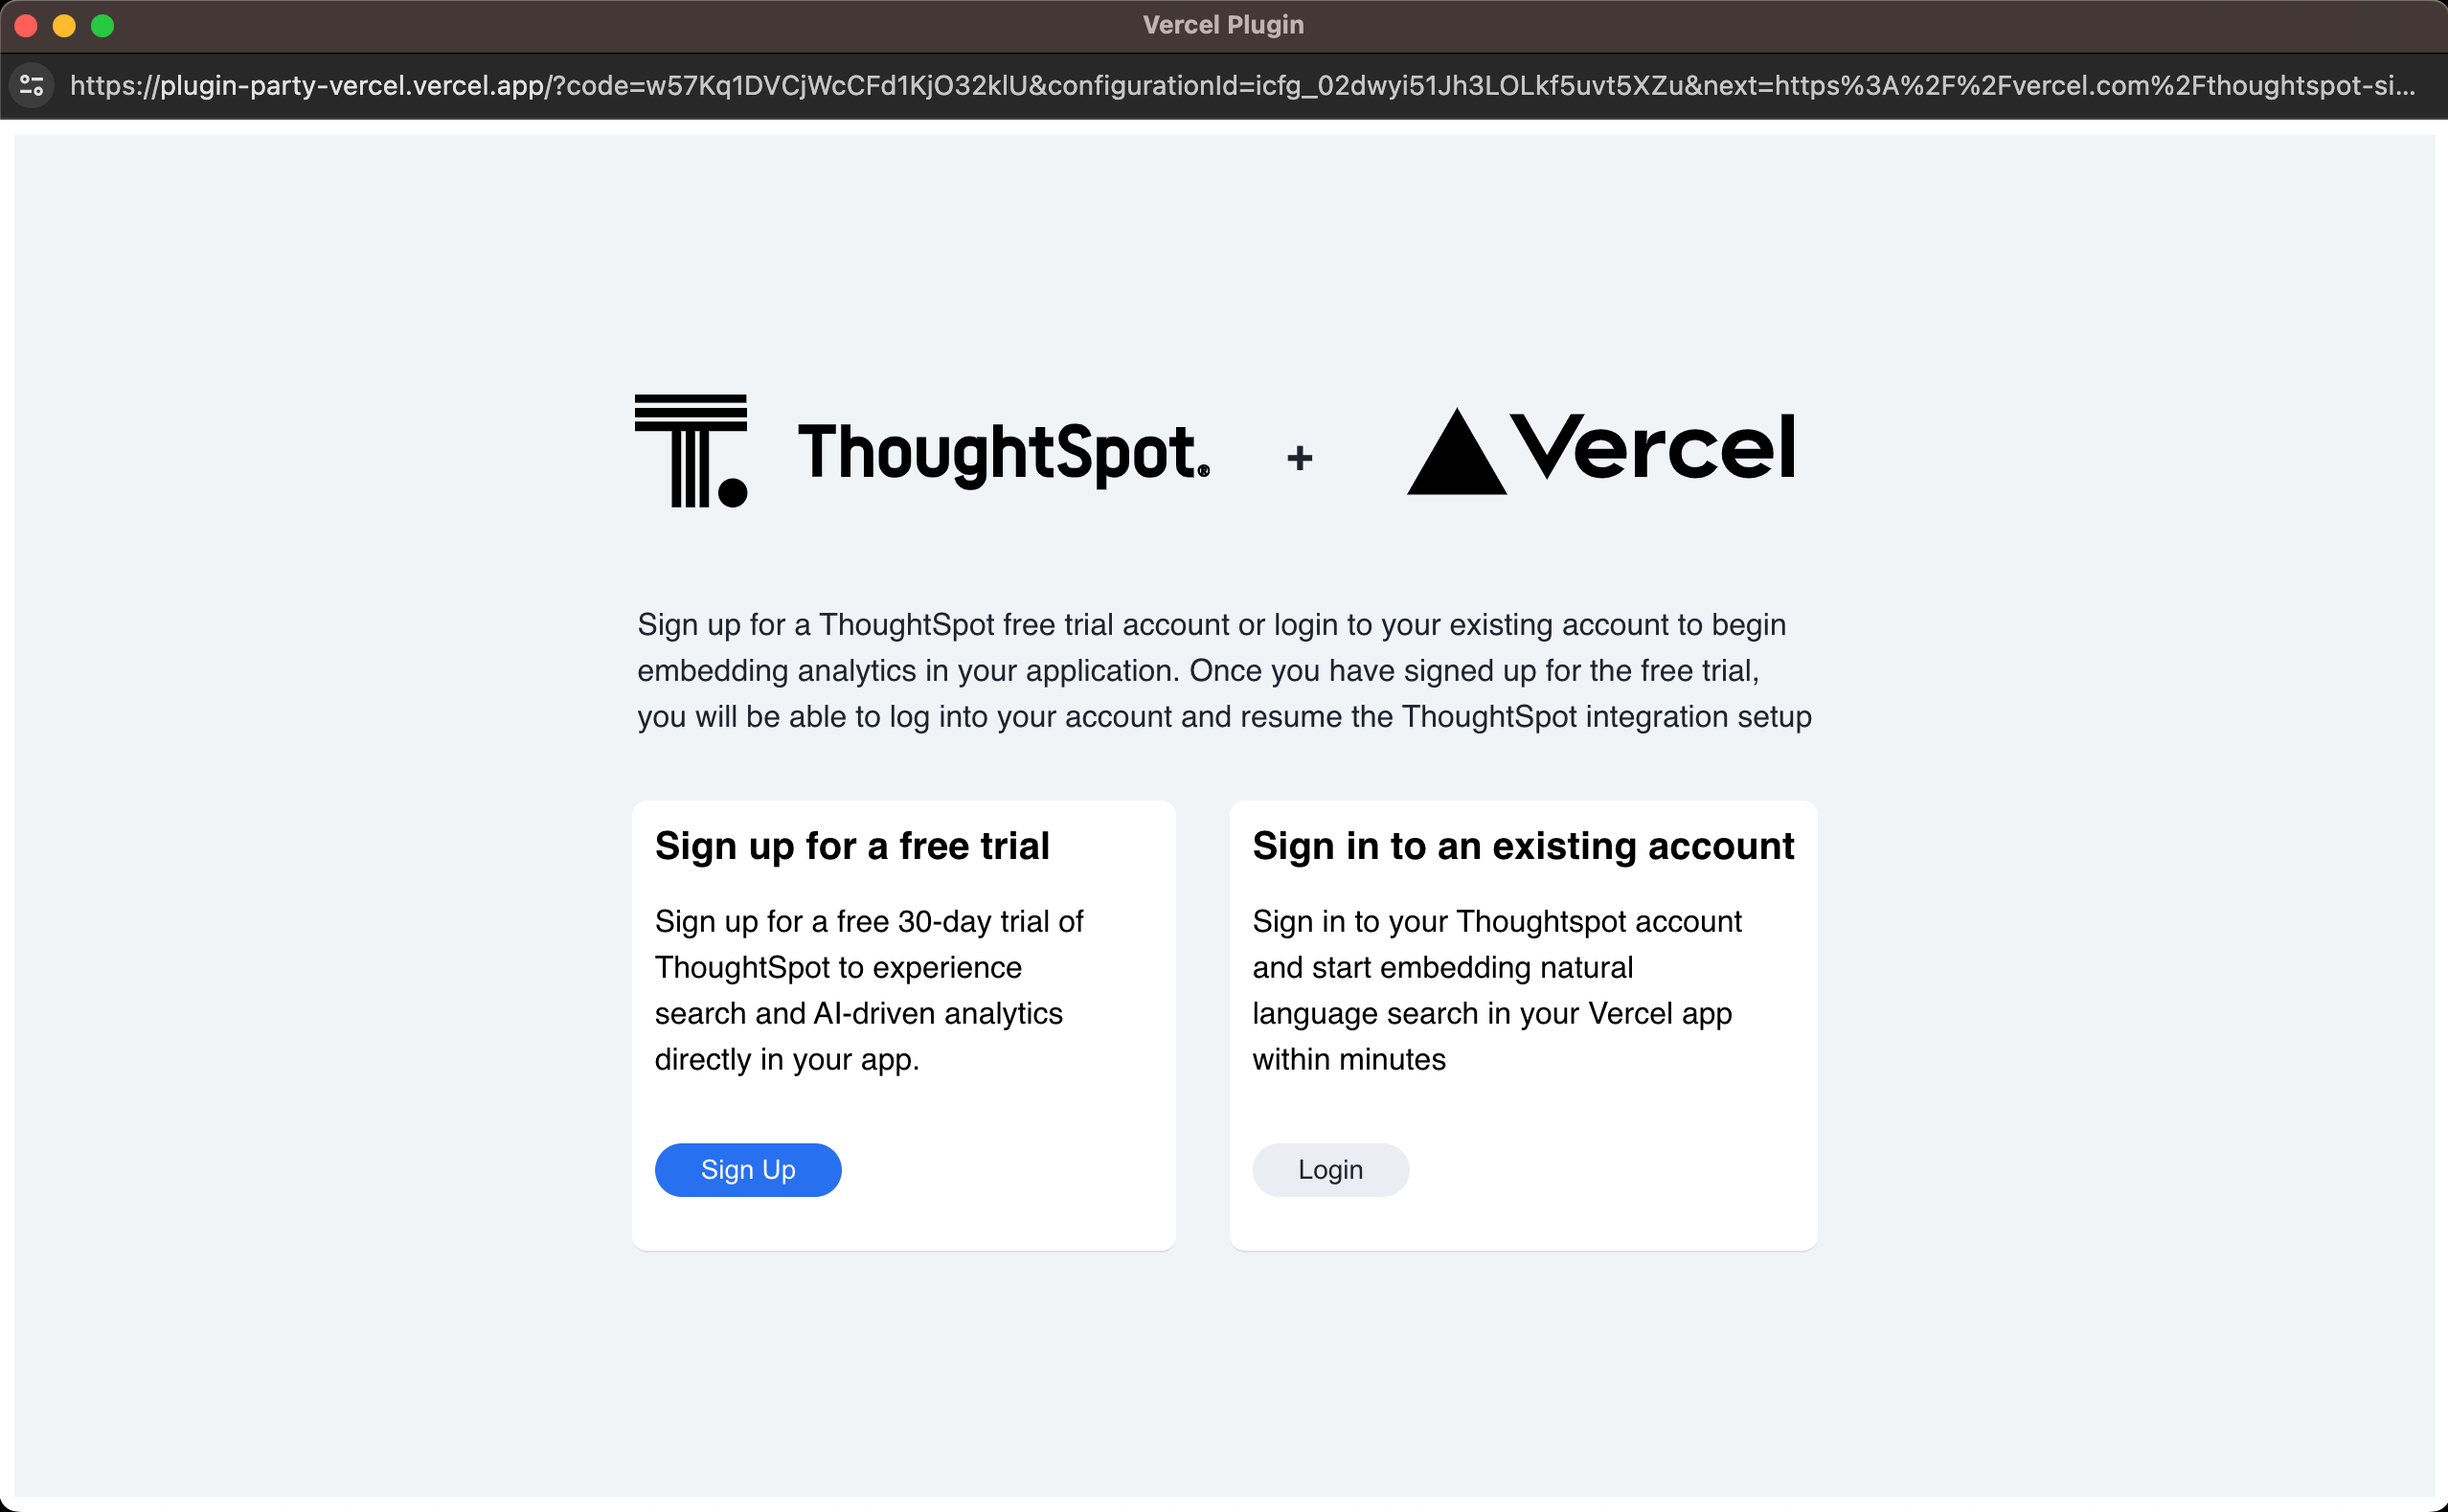 Vercel Plugin
https://plugin-party-vercel.vercel.app/?code=w57Kq1DVCjWcCFd1KjO32klU&configurationId=icfg_02dwyi51Jh3LOLkf5uvt5XZu&next=https%3A%2F%2Fvercel.com%2Fthoughtspot-si...
T. ThoughtSpot.® + Vercel
Sign up for a ThoughtSpot free trial account or login to your existing account to begin
embedding analytics in your application. Once you have signed up for the free trial,
you will be able to log into your account and resume the ThoughtSpot integration setup
Sign up for a free trial
Sign up for a free 30-day trial of
ThoughtSpot to experience
search and AI-driven analytics
directly in your app.
Sign Up
Sign in to an existing account
Sign in to your Thoughtspot account
and start embedding natural
language search in your Vercel app
within minutes
Login